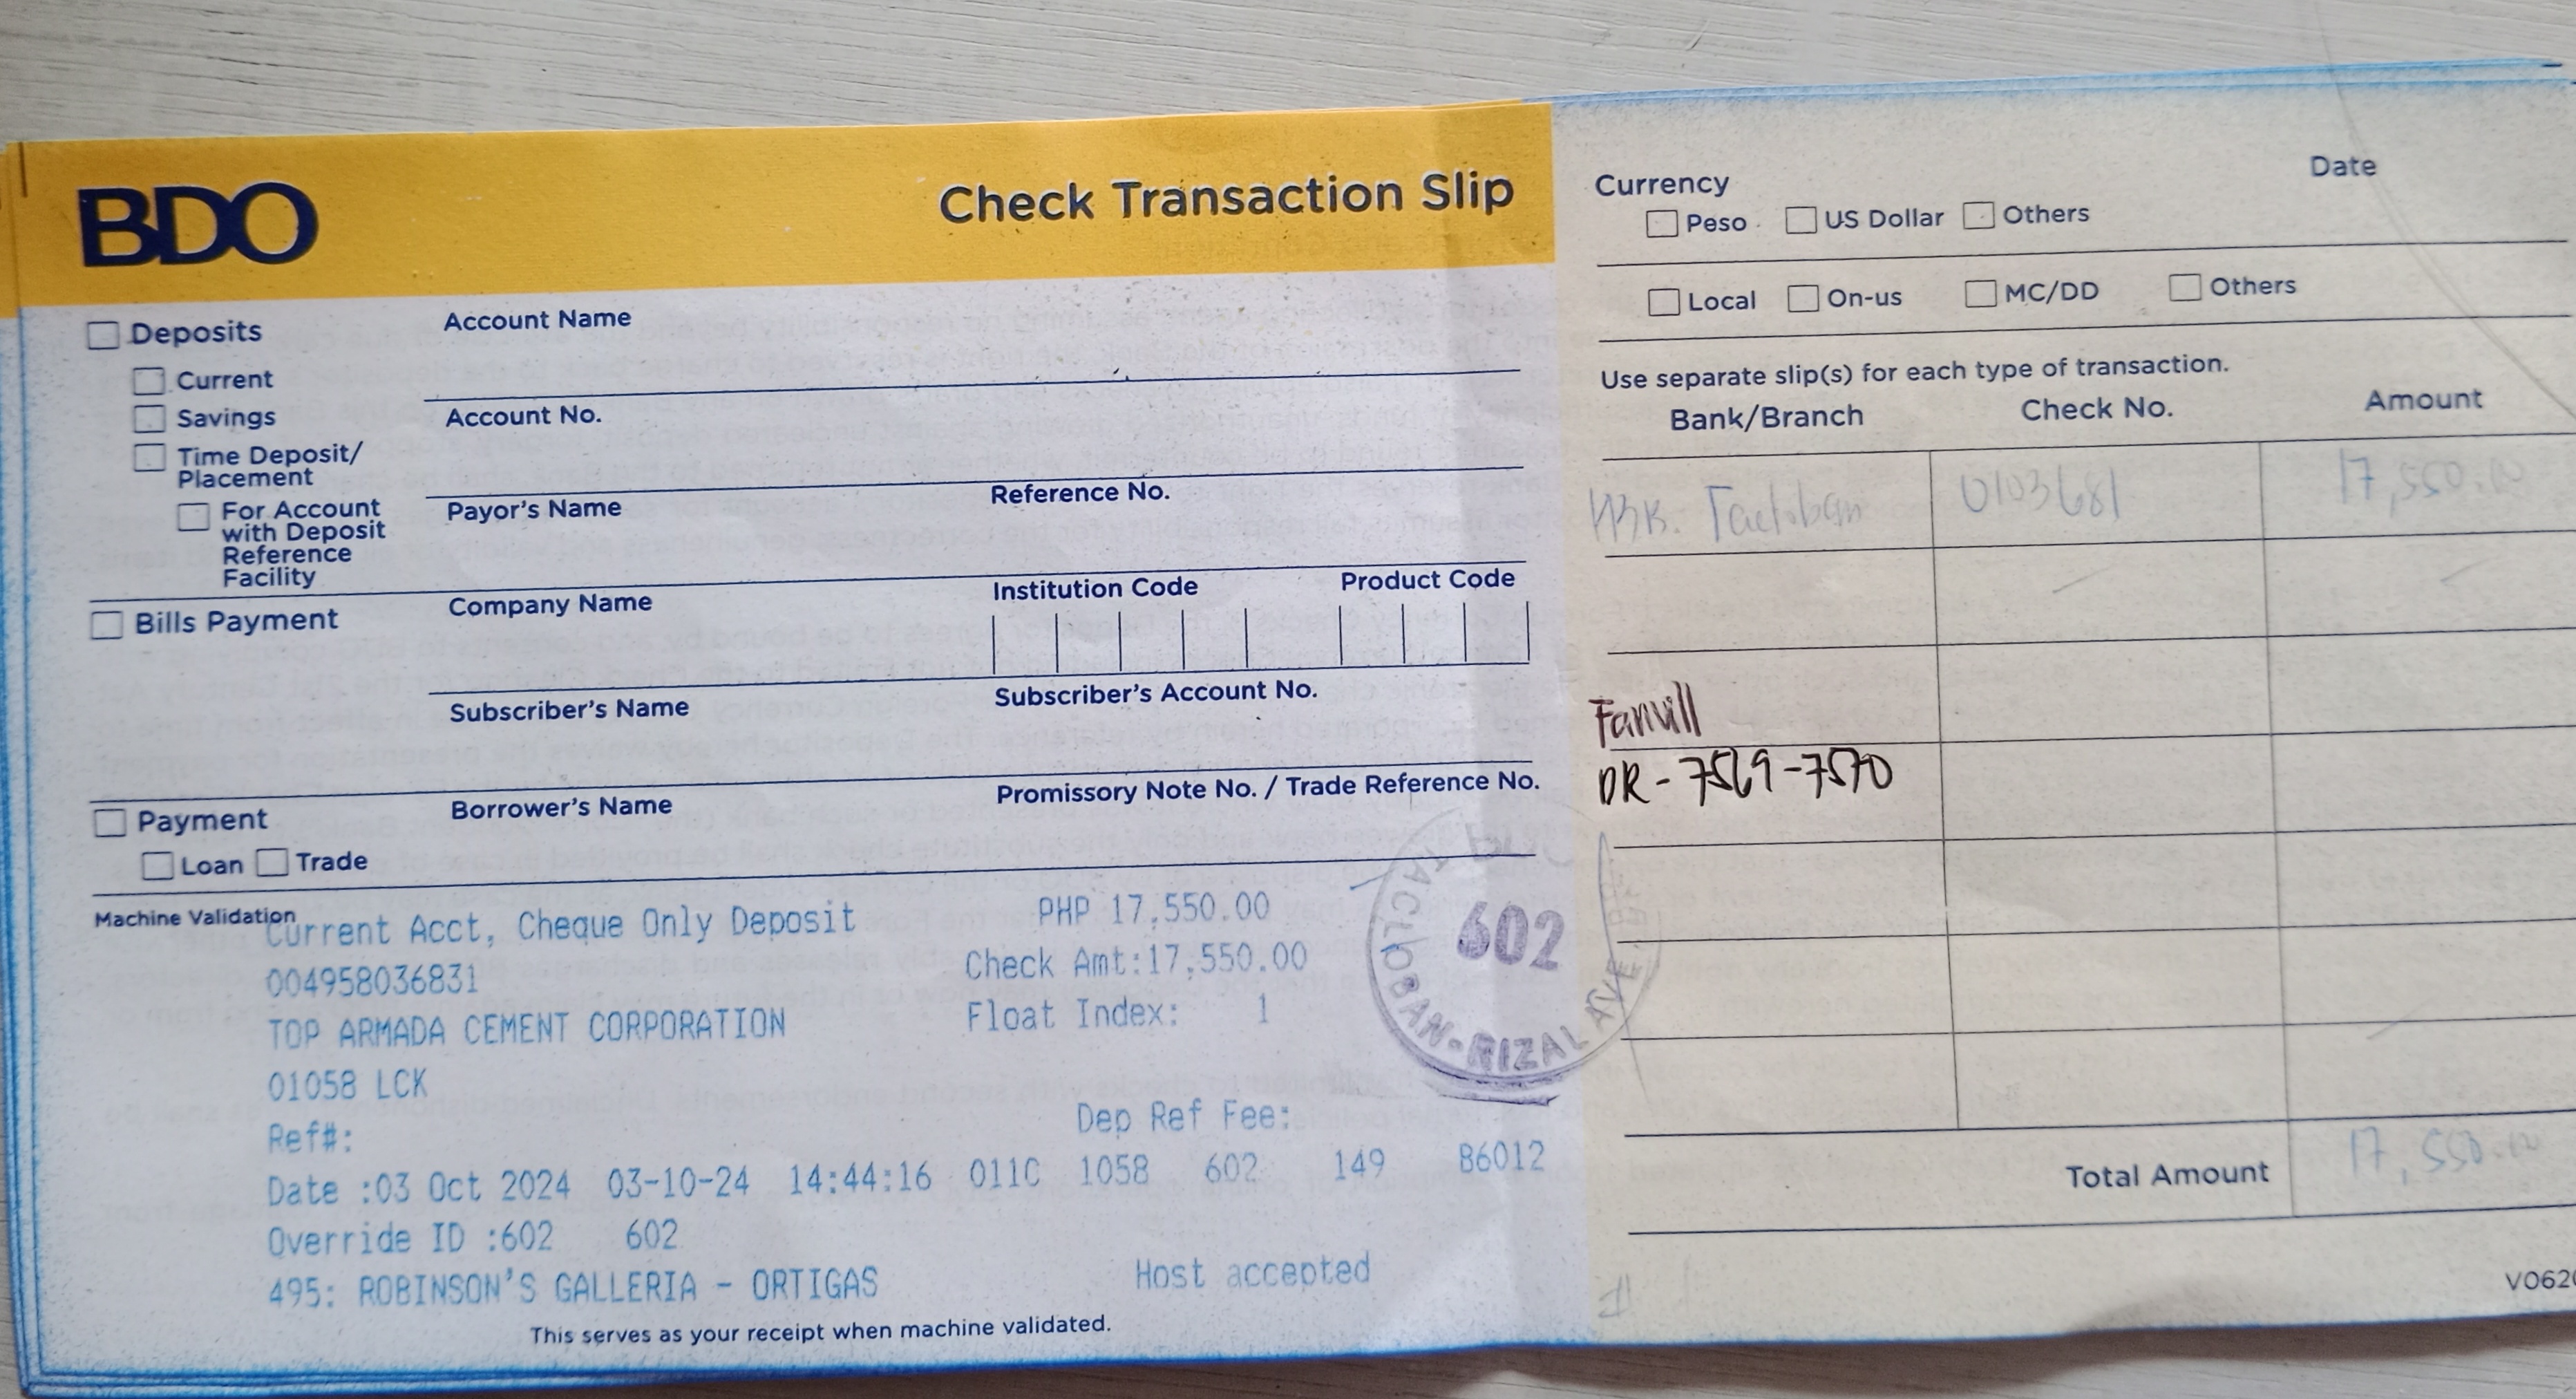 BDO
Check Transaction Slip
Deposits
Current
Savings
Time Deposit/
Placement
For Account
with Deposit
Reference
Facility
Bills Payment
Payment
Loan Trade
Account Name
Account No.
Payor's Name Reference No.
Company Name Institution Code Product Code
Subscriber's Name Subscriber's Account No.
Borrower's Name Promissory Note No. / Trade Reference No.
Machine Validation
Current Acct, Cheque Only Deposit PHP 17,550.00
004958036831 Check Amt:17,550.00
TOP ARMADA CEMENT CORPORATION Float Index: 1
01058 LCK
Ref#: Dep Ref Fee:
Date :03 Oct 2024 03-10-24 14:44:16 0110 1058 602 149 86012
Override ID :602 602
495: ROBINSON'S GALLERIA - ORTIGAS Host accepted
This serves as your receipt when machine validated.
602
TACLOBAN-RIZAL AVE
Currency Date
Peso US Dollar Others
Local On-us MC/DD Others
Use separate slip(s) for each type of transaction.
Bank/Branch Check No. Amount
0103681 17,550.00
Fanvill
DR-7569-7570
Total Amount 17,550.00